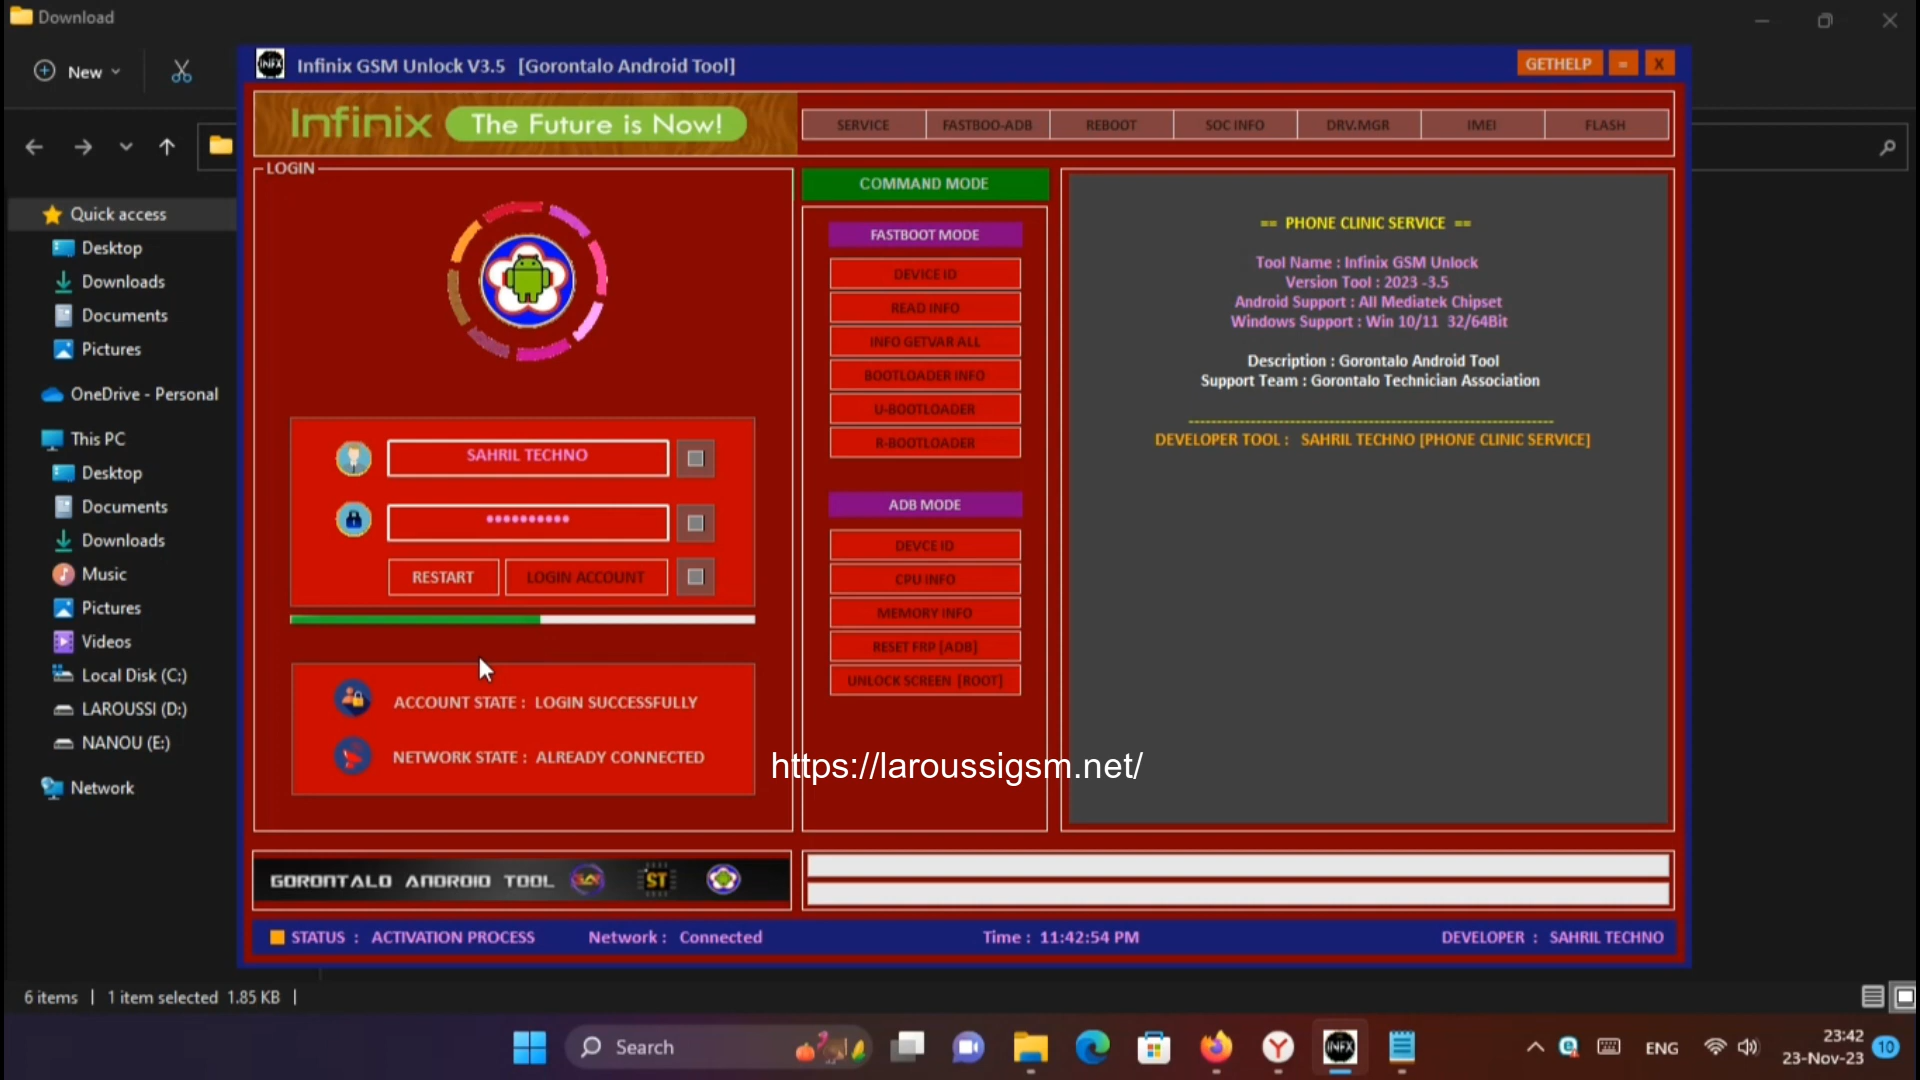 Download
New
Infinix GSM Unlock V3.5 [Gorontalo Android Tool]
GETHELP
=
X
Infinix
The Future is Now!
SERVICE
FASTBOO-ADB
REBOOT
SOC INFO
DRV.MGR
IMEI
FLASH
Quick access
Desktop
Downloads
Documents
Pictures
OneDrive - Personal
This PC
Desktop
Documents
Downloads
Music
Pictures
Videos
Local Disk (C:)
LAROUSSI (D:)
NANOU (E:)
Network
LOGIN
SAHRIL TECHNO
••••••••••
RESTART
LOGIN ACCOUNT
ACCOUNT STATE : LOGIN SUCCESSFULLY
NETWORK STATE : ALREADY CONNECTED
COMMAND MODE
FASTBOOT MODE
DEVICE ID
READ INFO
INFO GETVAR ALL
BOOTLOADER INFO
U-BOOTLOADER
R-BOOTLOADER
ADB MODE
DEVCE ID
CPU INFO
MEMORY INFO
RESET FRP [ADB]
UNLOCK SCREEN [ROOT]
== PHONE CLINIC SERVICE ==
Tool Name : Infinix GSM Unlock
Version Tool : 2023 -3.5
Android Support : All Mediatek Chipset
Windows Support : Win 10/11 32/64Bit
Description : Gorontalo Android Tool
Support Team : Gorontalo Technician Association
DEVELOPER TOOL : SAHRIL TECHNO [PHONE CLINIC SERVICE]
https://laroussigsm.net/
GORONTALO ANDROID TOOL
ST
STATUS : ACTIVATION PROCESS
Network : Connected
Time : 11:42:54 PM
DEVELOPER : SAHRIL TECHNO
6 items
1 item selected 1.85 KB
Search
INFX
ENG
23:42
23-Nov-23
10